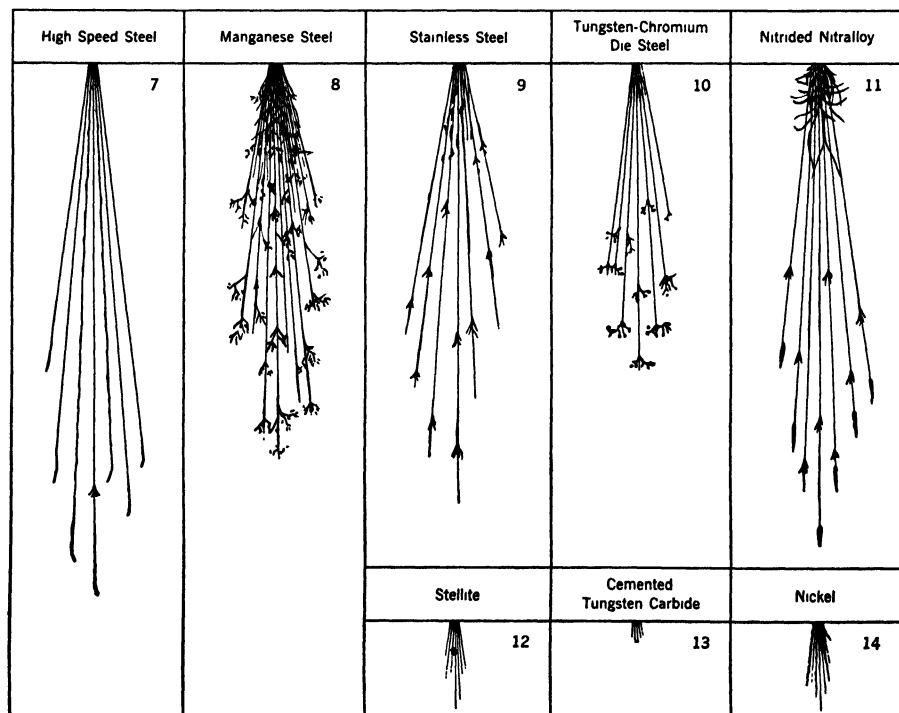 High Speed Steel
Manganese Steel
Stainless Steel
Tungsten-Chromium
Die Steel
Nitrided Nitralloy
7
8
9
10
11
Stellite
Cemented
Tungsten Carbide
Nickel
12
13
14